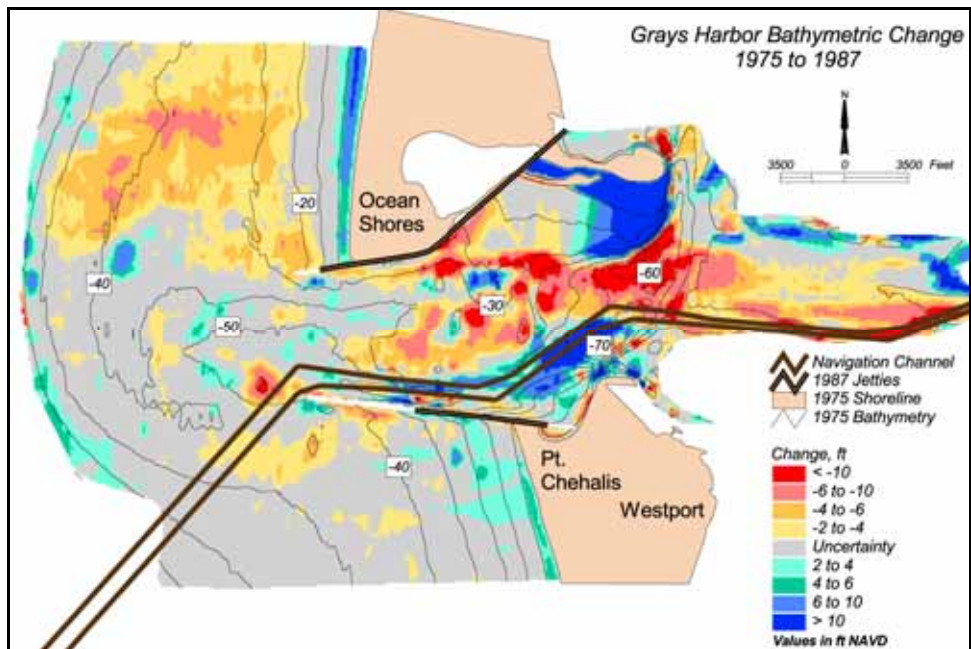 Grays Harbor Bathymetric Change
1975 to 1987
N
3500 0 3500 Feet
Ocean
Shores
-20
-40
-60
-30
-50
-70
-40
Pt.
Chehalis
Westport
Navigation Channel
1987 Jetties
1975 Shoreline
1975 Bathymetry
Change, ft
< -10
-6 to -10
-4 to -6
-2 to -4
Uncertainty
2 to 4
4 to 6
6 to 10
> 10
Values in ft NAVD